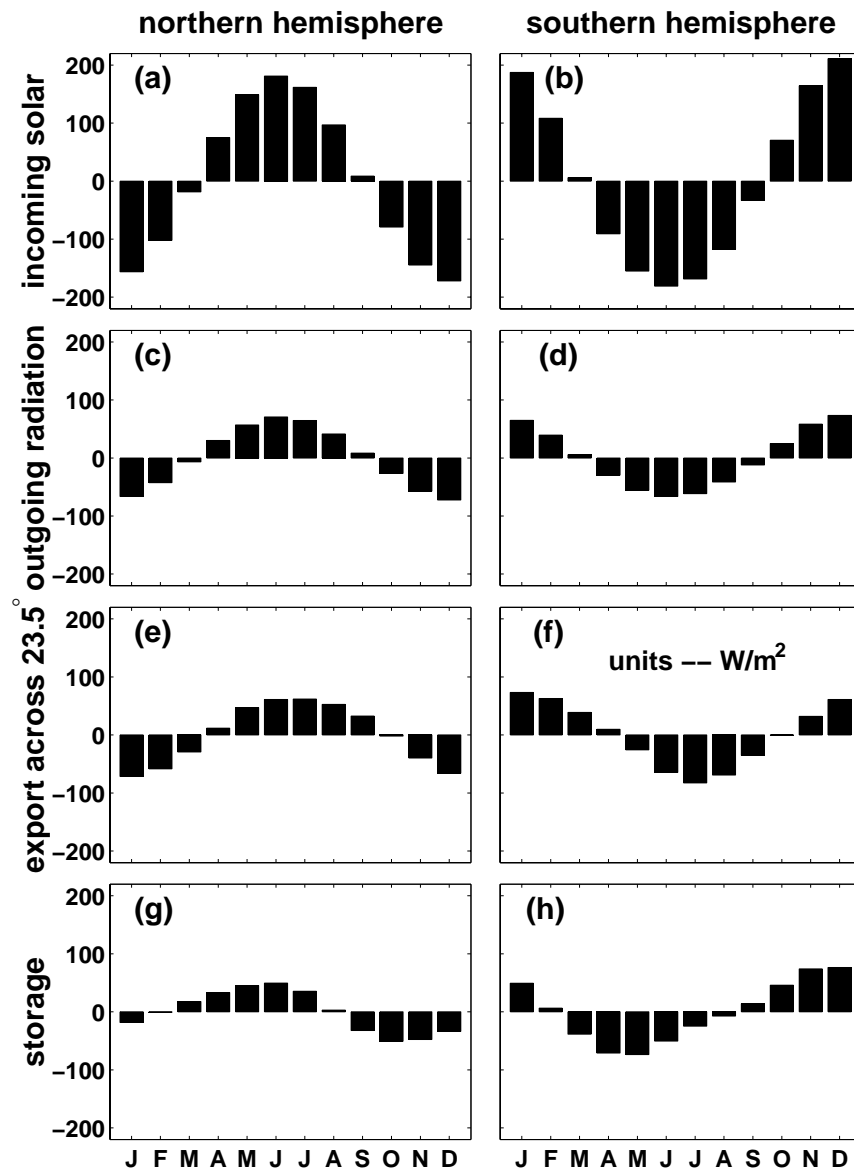 northern hemisphere
southern hemisphere
incoming solar
200
100
0
−100
−200
(a)
(b)
outgoing radiation
200
100
0
−100
−200
(c)
(d)
export across 23.5°
200
100
0
−100
−200
(e)
(f)
units −− W/m²
storage
200
100
0
−100
−200
(g)
(h)
J F M A M J J A S O N D
J F M A M J J A S O N D